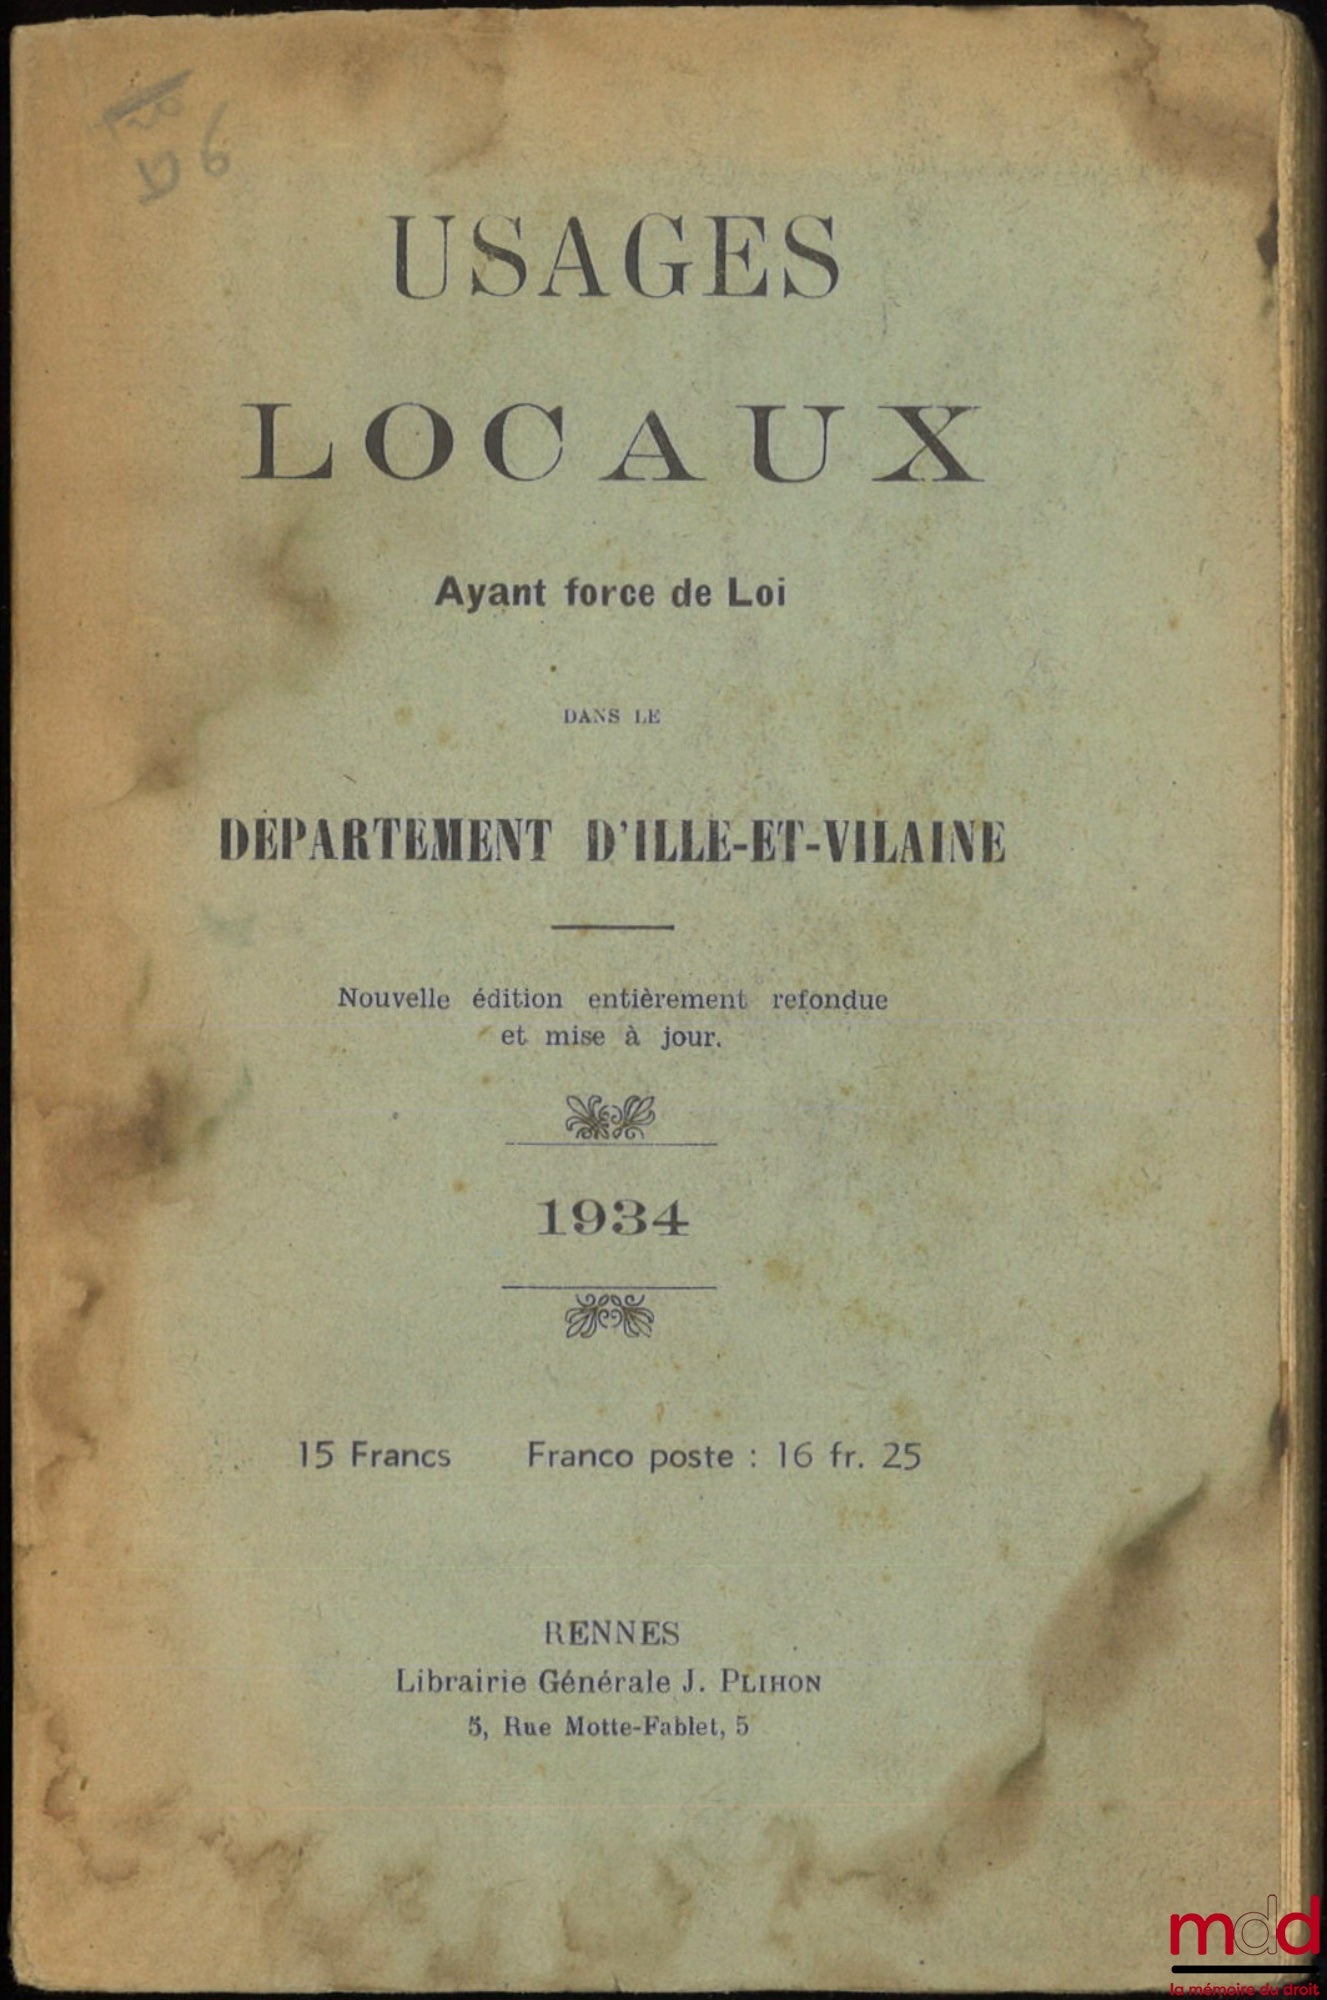 USAGES
LOCAUX
Ayant force de Loi
DANS LE
DÉPARTEMENT D'ILLE-ET-VILAINE
Nouvelle édition entièrement refondue
et mise à jour.
1934
15 Francs Franco poste : 16 fr. 25
RENNES
Librairie Générale J. PLIHON
5, Rue Motte-Fablet, 5
mdd
la mémoire du droit